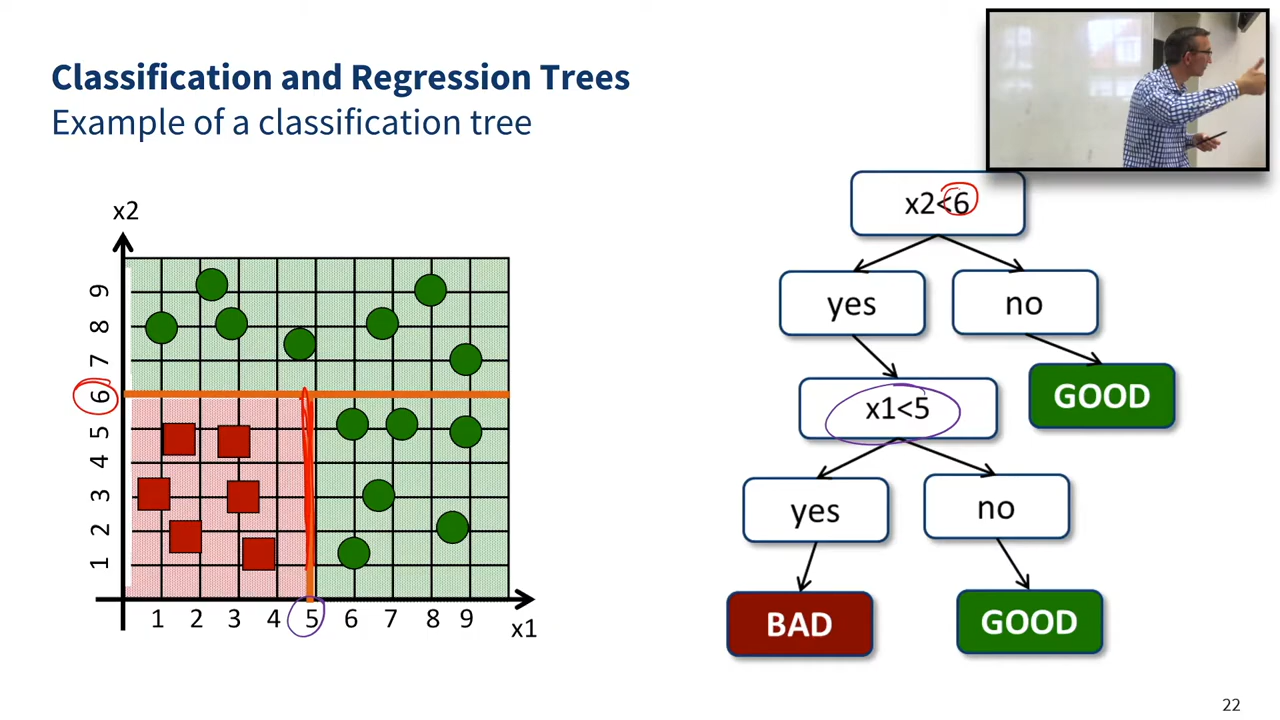 Classification and Regression Trees
Example of a classification tree
x2
9
8
7
6
5
4
3
2
1
1 2 3 4 5 6 7 8 9
x1
x2<6
yes
no
GOOD
x1<5
yes
no
BAD
GOOD
22